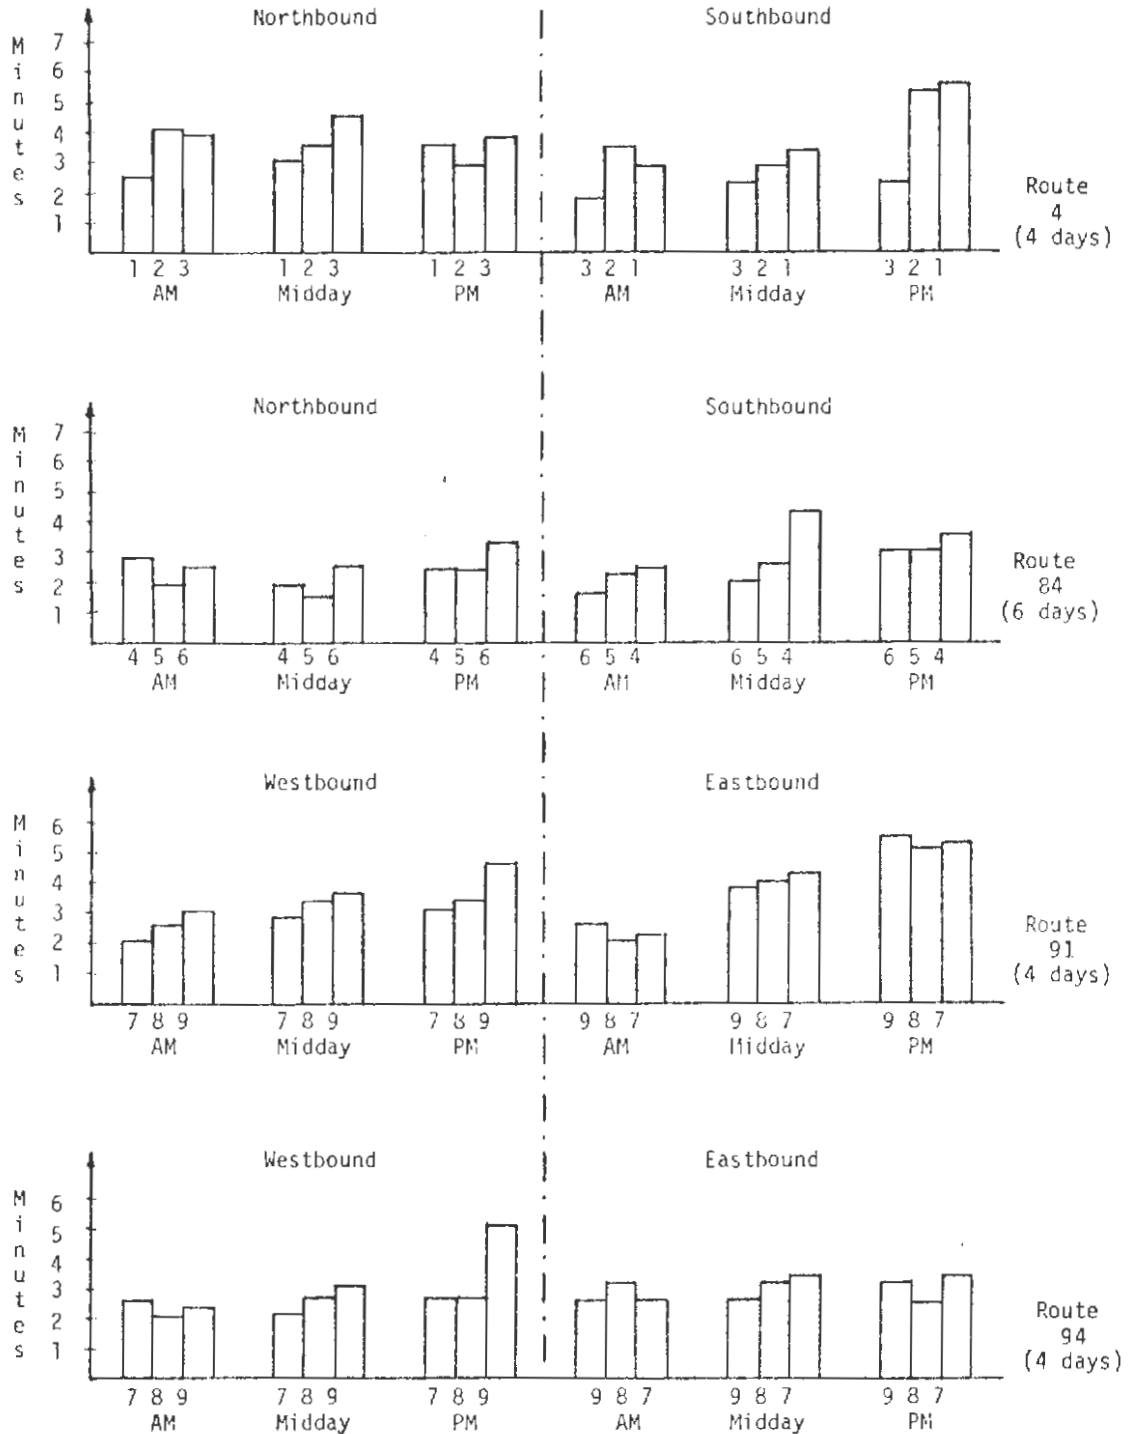 Northbound Southbound
Minutes
7
6
5
4
3
2
1
Route
4
(4 days)
1 2 3 1 2 3 1 2 3 3 2 1 3 2 1 3 2 1
AM Midday PM AM Midday PM
Northbound Southbound
Minutes
7
6
5
4
3
2
1
Route
84
(6 days)
4 5 6 4 5 6 4 5 6 6 5 4 6 5 4 6 5 4
AM Midday PM AM Midday PM
Westbound Eastbound
Minutes
6
5
4
3
2
1
Route
91
(4 days)
7 8 9 7 8 9 7 8 9 9 8 7 9 8 7 9 8 7
AM Midday PM AM Midday PM
Westbound Eastbound
Minutes
6
5
4
3
2
1
Route
94
(4 days)
7 8 9 7 8 9 7 8 9 9 8 7 9 8 7 9 8 7
AM Midday PM AM Midday PM